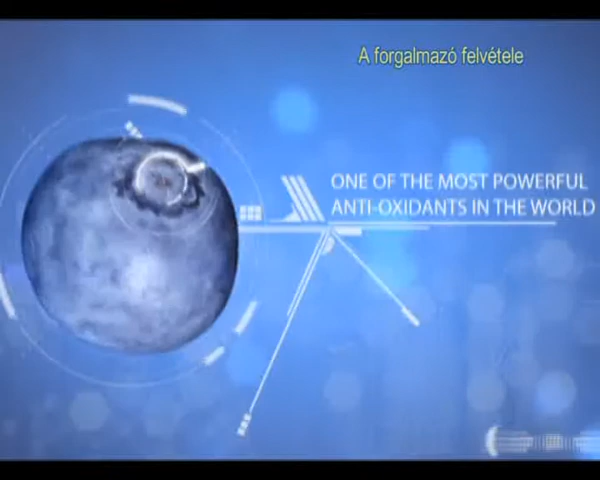 A forgalmazó felvétele
ONE OF THE MOST POWERFUL
ANTI-OXIDANTS IN THE WORLD